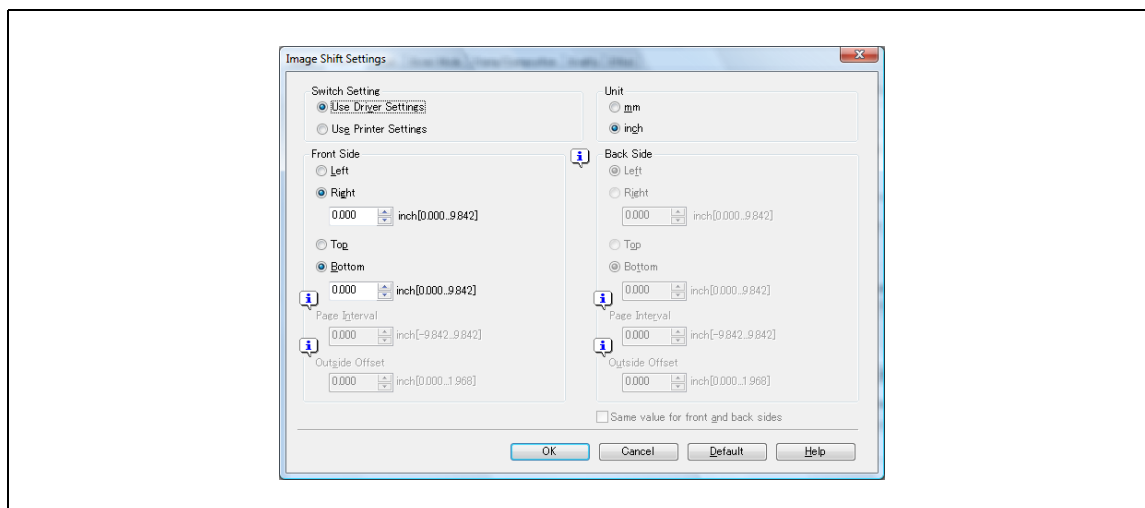 Image Shift Settings
Switch Setting
Use Driver Settings
Use Printer Settings
Unit
mm
inch
Front Side
Left
Right
0.000 inch[0.000..9.842]
Top
Bottom
0.000 inch[0.000..9.842]
Page Interval
0.000 inch[-9.842..9.842]
Outside Offset
0.000 inch[0.000..1.968]
Back Side
Left
Right
0.000 inch[0.000..9.842]
Top
Bottom
0.000 inch[0.000..9.842]
Page Interval
0.000 inch[-9.842..9.842]
Outside Offset
0.000 inch[0.000..1.968]
Same value for front and back sides
OK Cancel Default Help